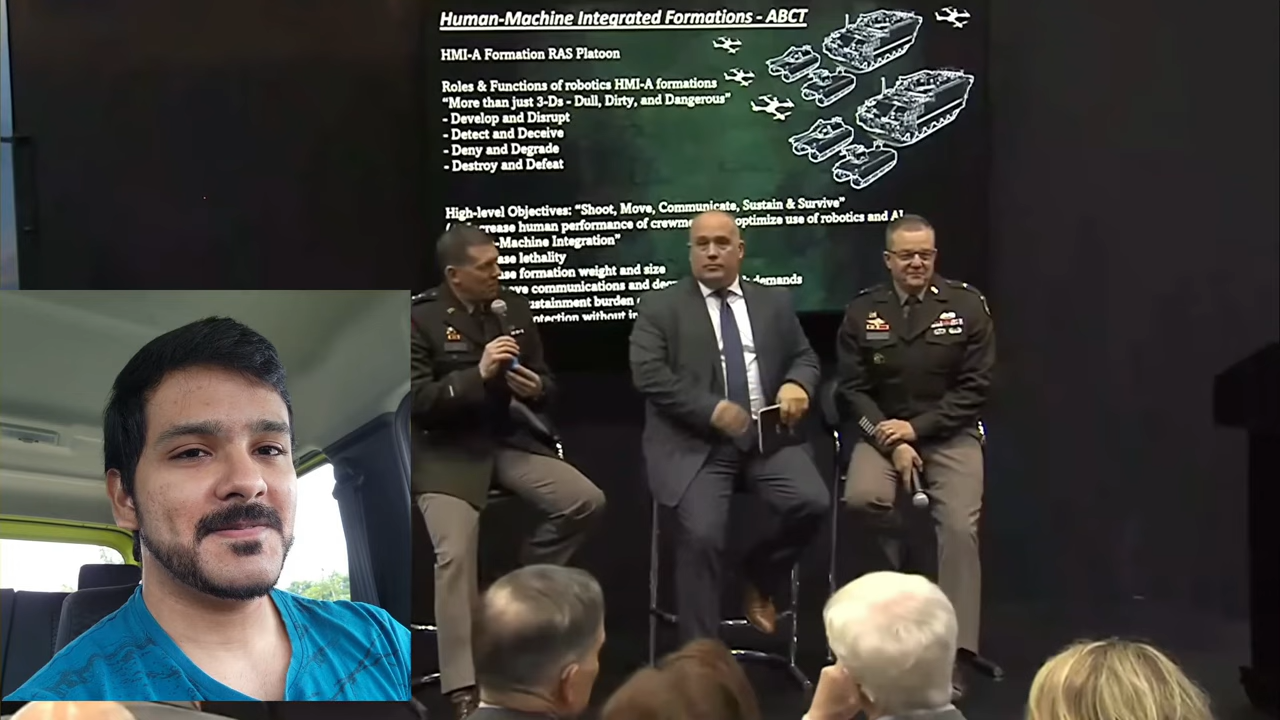 Human-Machine Integrated Formations - ABCT
HMI-A Formation RAS Platoon
Roles & Functions of robotics HMI-A formations
"More than just 3-Ds - Dull, Dirty, and Dangerous"
- Develop and Disrupt
- Detect and Deceive
- Deny and Degrade
- Destroy and Defeat
High-level Objectives: "Shoot, Move, Communicate, Sustain & Survive"
human performance of optimize use of robotics and AI
-Machine Integration"
lethality
formation weight and size
communications and demands
burden
without